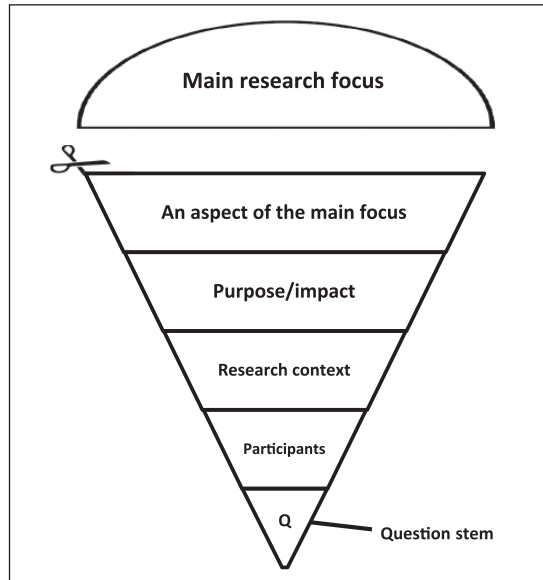 Main research focus
An aspect of the main focus
Purpose/impact
Research context
Participants
Q
Question stem